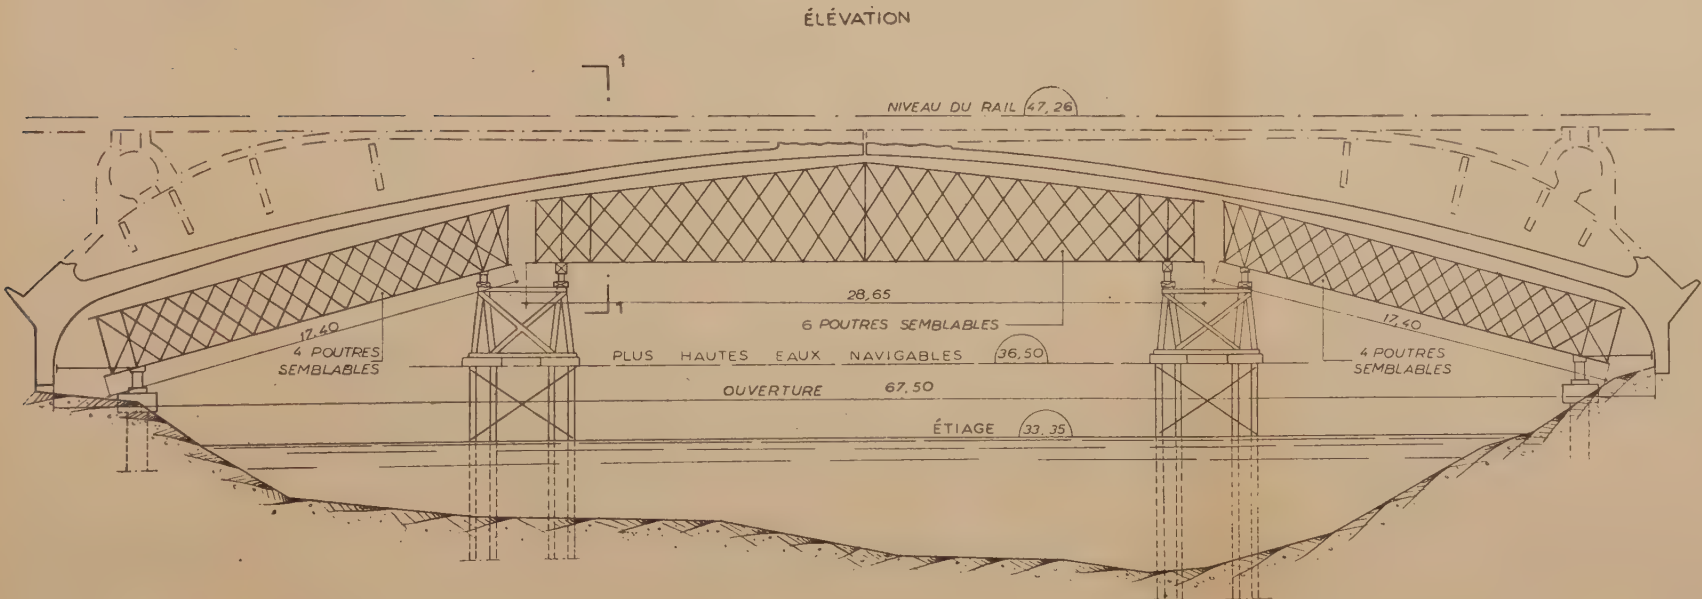 ÉLÉVATION
1
NIVEAU DU RAIL 47,26
28,65
1
6 POUTRES SEMBLABLES
17,40
17,40
4 POUTRES
SEMBLABLES
PLUS HAUTES EAUX NAVIGABLES 36,50
4 POUTRES
SEMBLABLES
OUVERTURE 67,50
ÉTIAGE 33,35